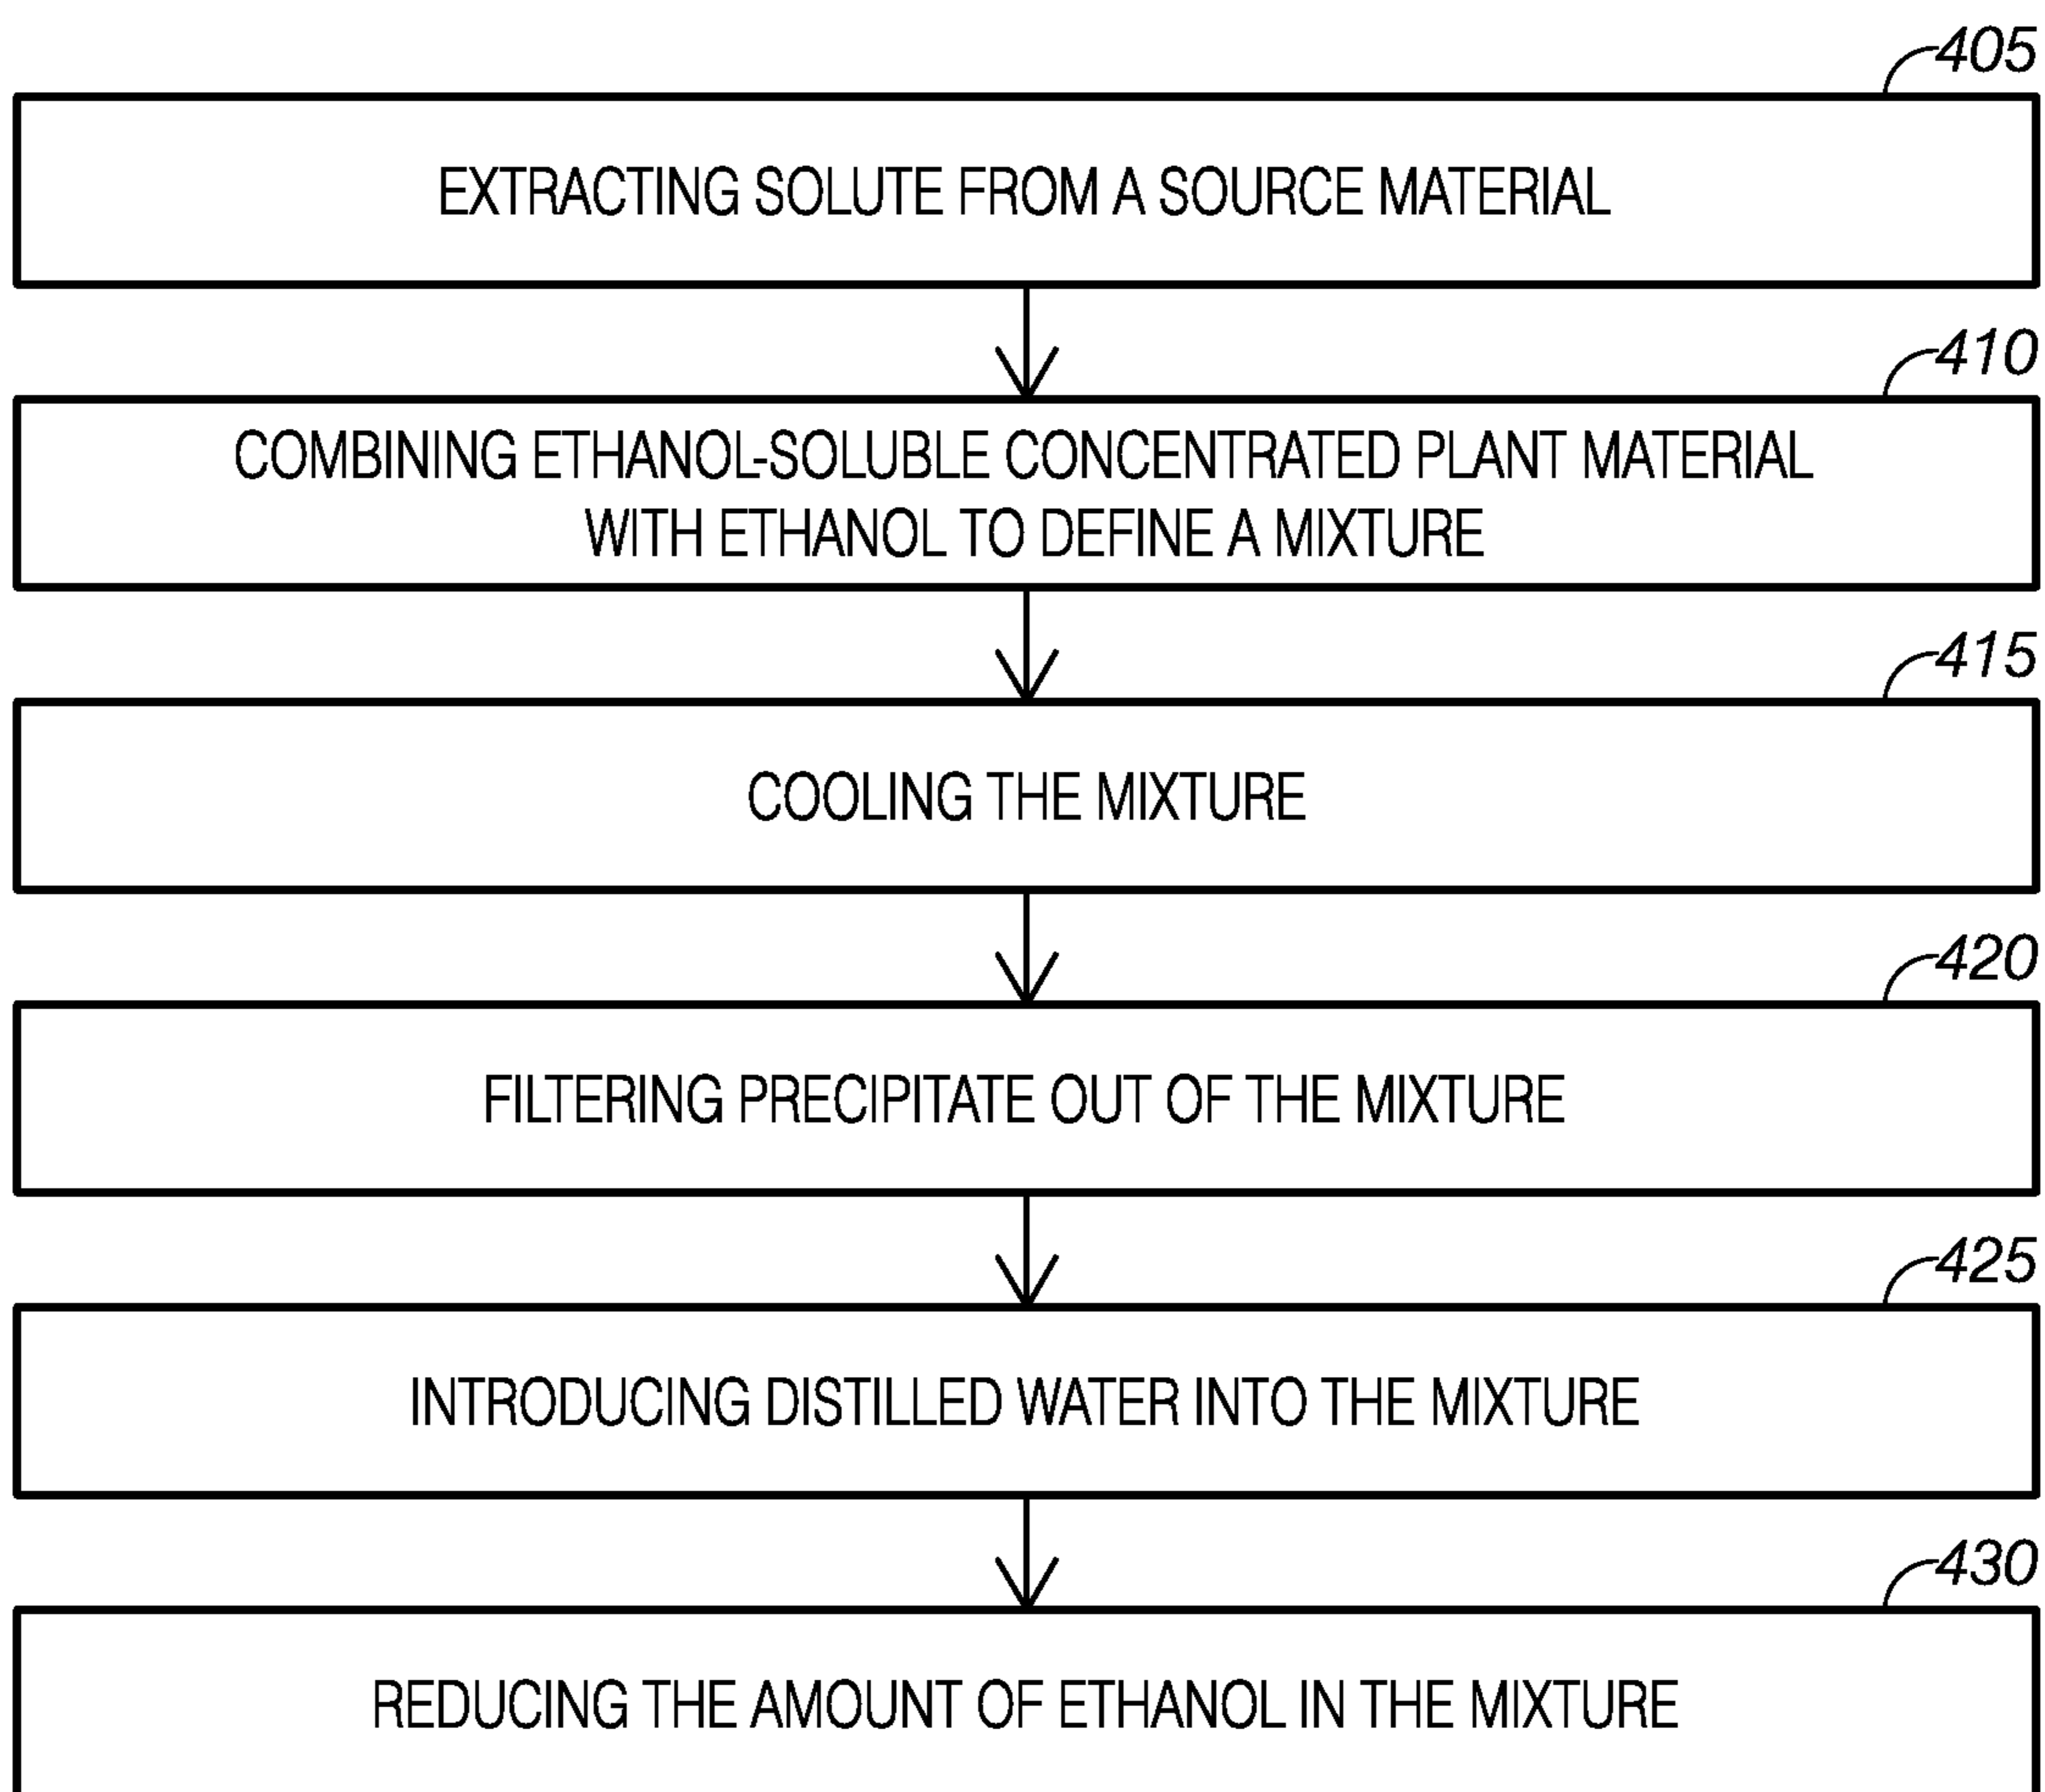 405
EXTRACTING SOLUTE FROM A SOURCE MATERIAL
410
COMBINING ETHANOL-SOLUBLE CONCENTRATED PLANT MATERIAL
WITH ETHANOL TO DEFINE A MIXTURE
415
COOLING THE MIXTURE
420
FILTERING PRECIPITATE OUT OF THE MIXTURE
425
INTRODUCING DISTILLED WATER INTO THE MIXTURE
430
REDUCING THE AMOUNT OF ETHANOL IN THE MIXTURE